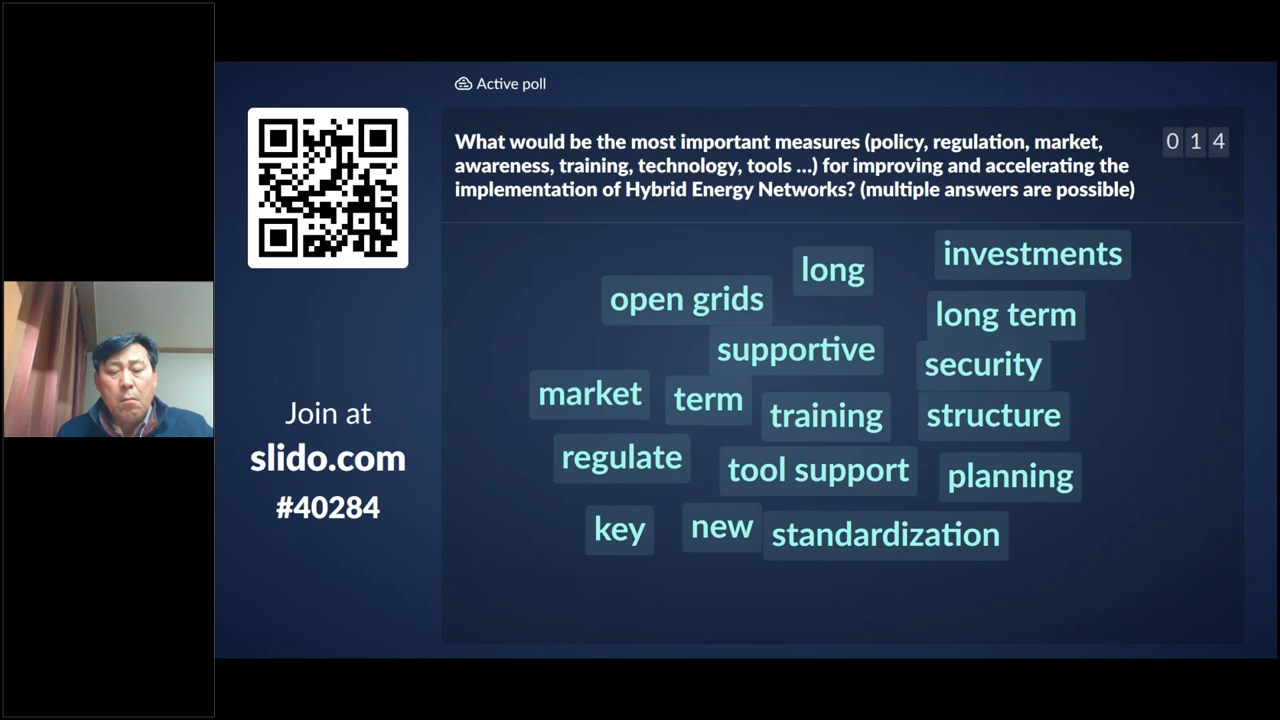 Active poll
What would be the most important measures (policy, regulation, market,
awareness, training, technology, tools ...) for improving and accelerating the
implementation of Hybrid Energy Networks? (multiple answers are possible)
0 1 4
Join at
slido.com
#40284
investments
long
open grids
long term
supportive
security
market
term
training
structure
regulate
tool support
planning
key
new
standardization